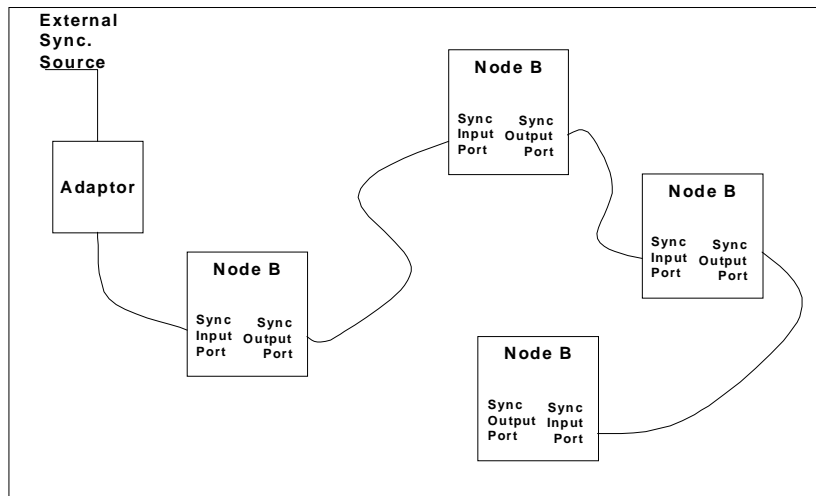 External
Sync.
Source
Adaptor
Node B
Sync
Input
Port
Sync
Output
Port
Node B
Sync
Input
Port
Sync
Output
Port
Node B
Sync
Input
Port
Sync
Output
Port
Node B
Sync
Output
Port
Sync
Input
Port